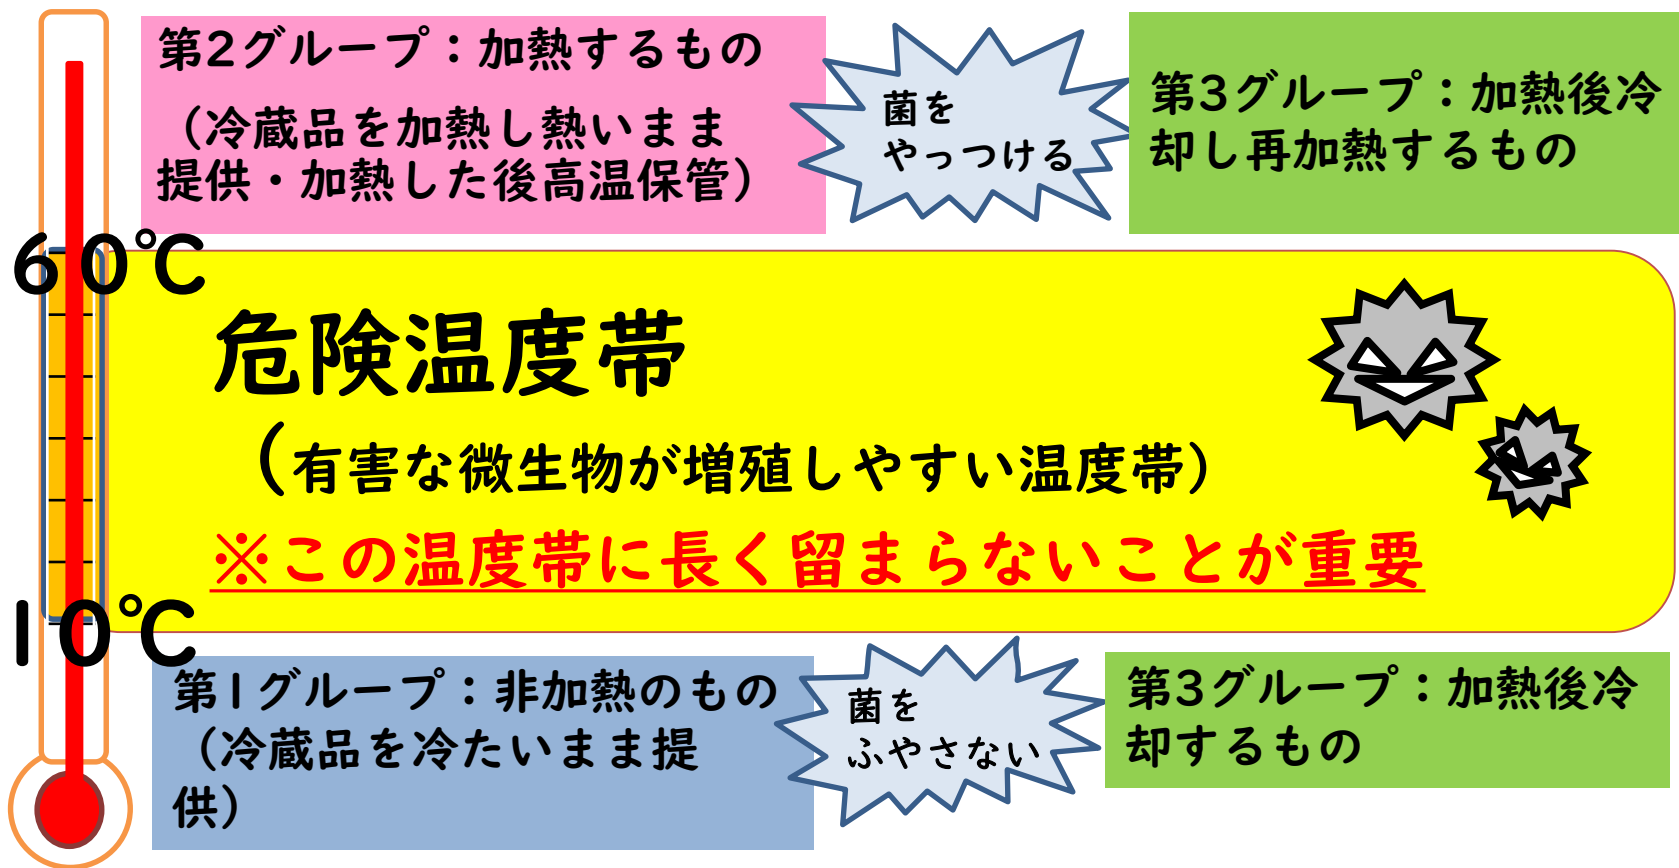 第2グループ：加熱するもの
（冷蔵品を加熱し熱いまま
提供・加熱した後高温保管）
菌を
やっつける
第3グループ：加熱後冷
却し再加熱するもの
60℃
危険温度帯
（有害な微生物が増殖しやすい温度帯）
※この温度帯に長く留まらないことが重要
10℃
第1グループ：非加熱のもの
（冷蔵品を冷たいまま提
供）
菌を
ふやさない
第3グループ：加熱後冷
却するもの